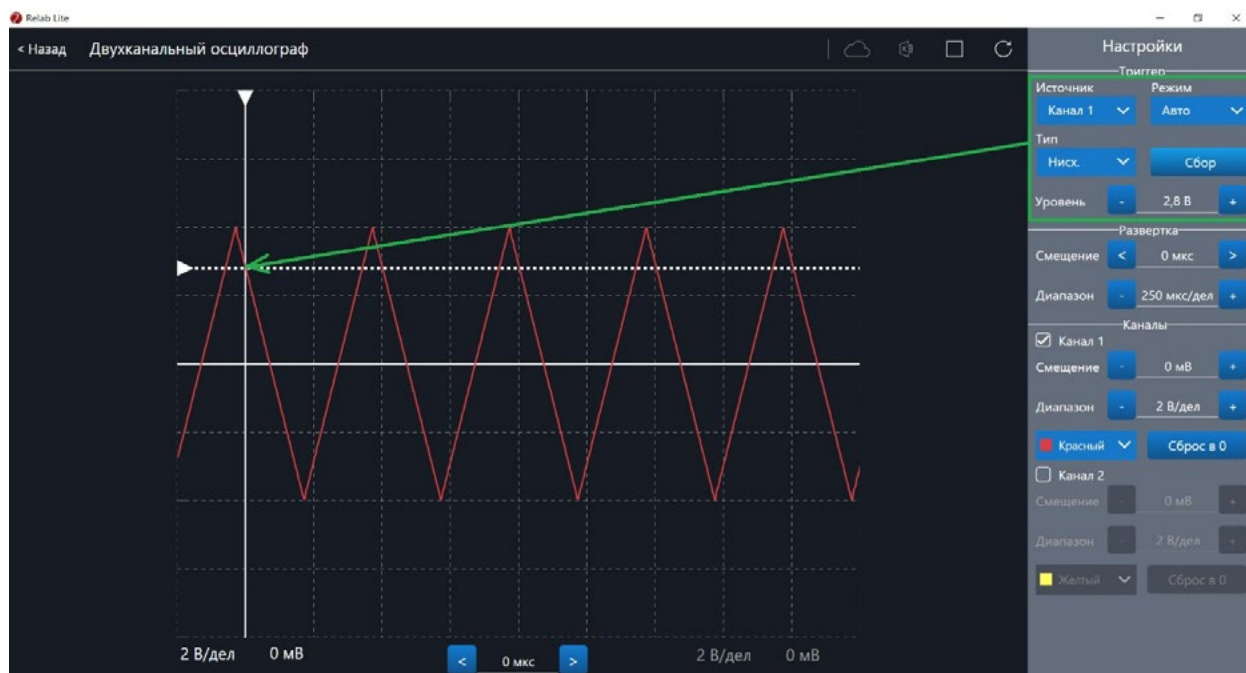 Relab Lite
< Назад Двухканальный осциллограф
Настройки
Триггер
Источник Режим
Канал 1 Авто
Тип
Нисх. Сбор
Уровень - 2,8 В +
Развертка
Смещение < 0 мкс >
Диапазон - 250 мкс/дел +
Каналы
Канал 1
Смещение - 0 мВ +
Диапазон - 2 В/дел +
Красный Сброс в 0
Канал 2
Смещение - 0 мВ +
Диапазон - 2 В/дел +
Желтый Сброс в 0
2 В/дел 0 мВ < 0 мкс > 2 В/дел 0 мВ